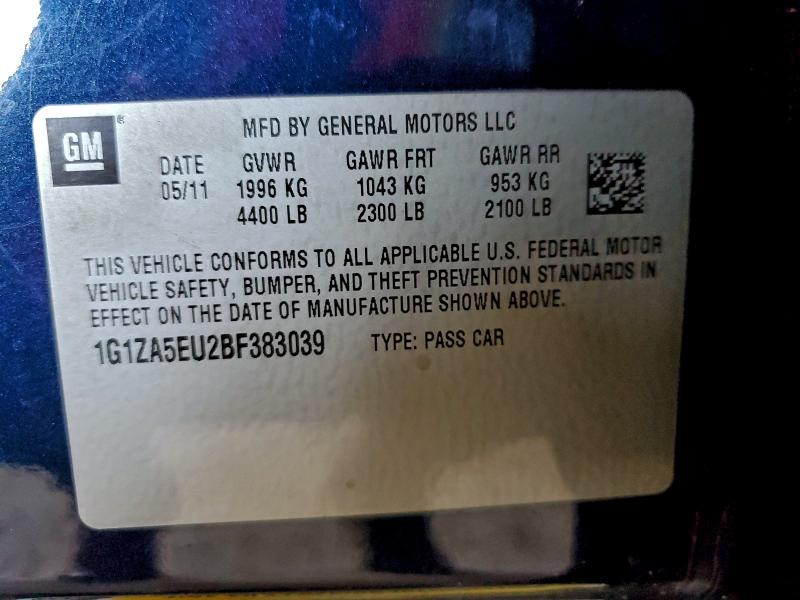 GM
MFD BY GENERAL MOTORS LLC
DATE GVWR GAWR FRT GAWR RR
05/11 1996 KG 1043 KG 953 KG
4400 LB 2300 LB 2100 LB
THIS VEHICLE CONFORMS TO ALL APPLICABLE U.S. FEDERAL MOTOR
VEHICLE SAFETY, BUMPER, AND THEFT PREVENTION STANDARDS IN
EFFECT ON THE DATE OF MANUFACTURE SHOWN ABOVE.
1G1ZA5EU2BF383039 TYPE: PASS CAR